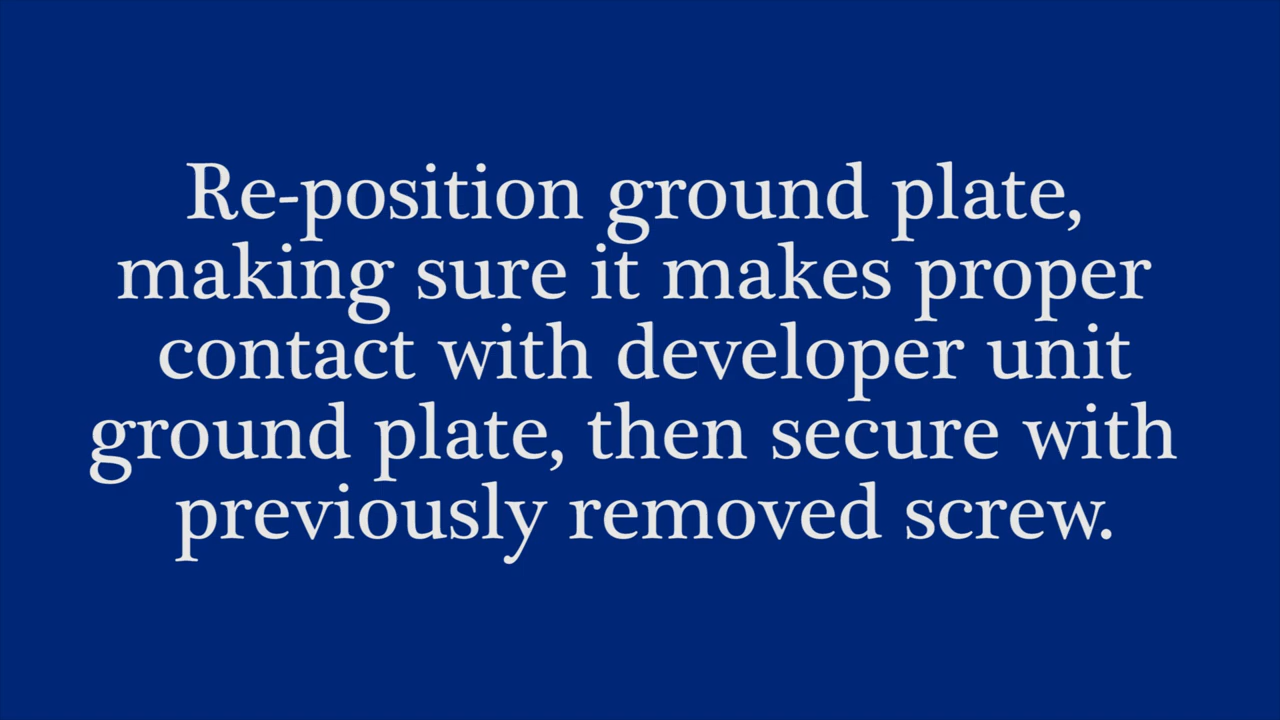 Re-position ground plate,
making sure it makes proper
contact with developer unit
ground plate, then secure with
previously removed screw.